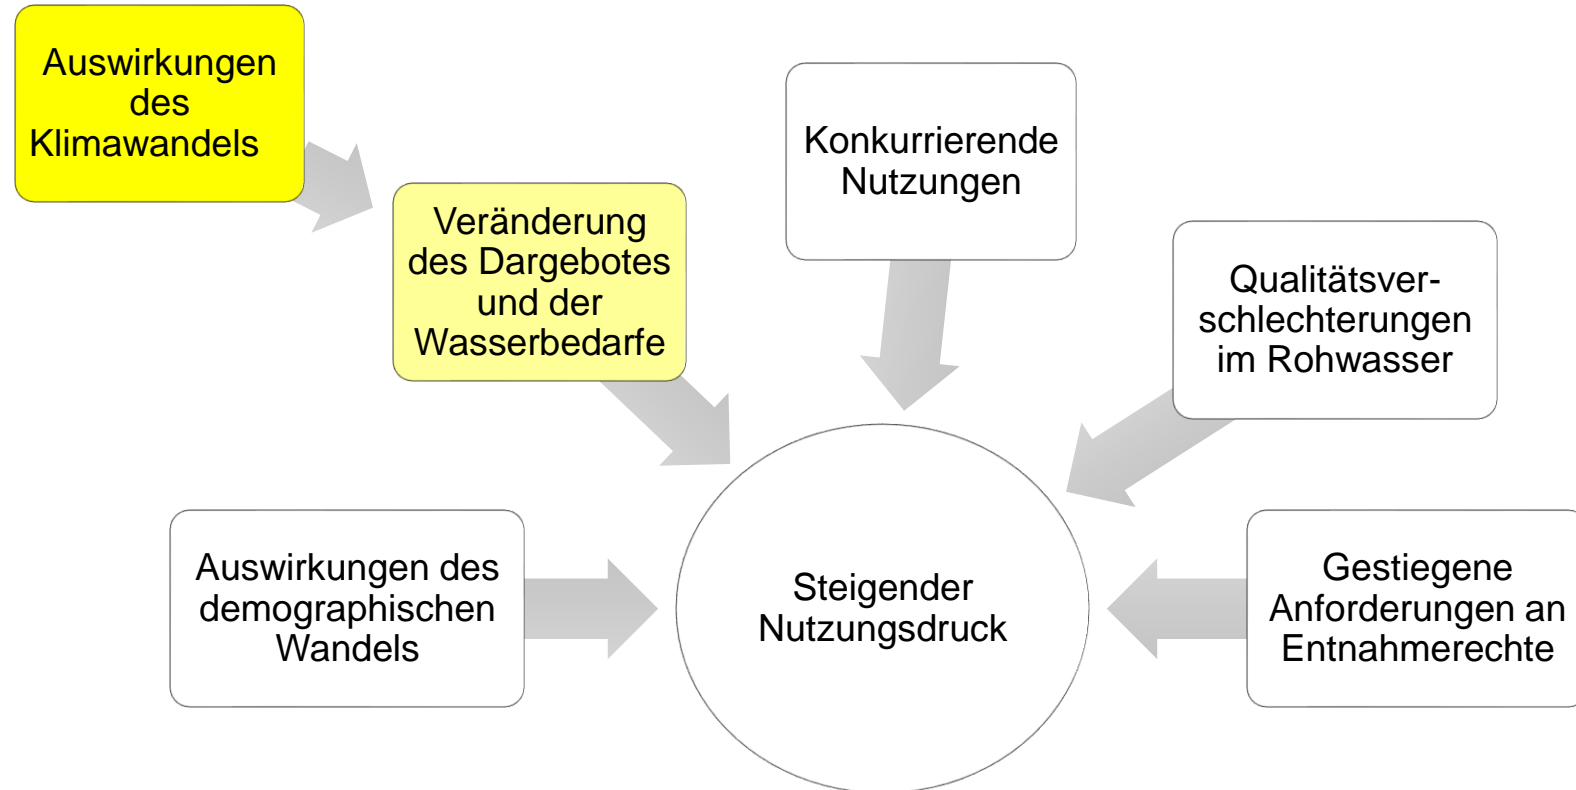 Auswirkungen
des
Klimawandels
Veränderung
des Dargebotes
und der
Wasserbedarfe
Konkurrierende
Nutzungen
Qualitätsver-
schlechterungen
im Rohwasser
Auswirkungen des
demographischen
Wandels
Steigender
Nutzungsdruck
Gestiegene
Anforderungen an
Entnahmerechte